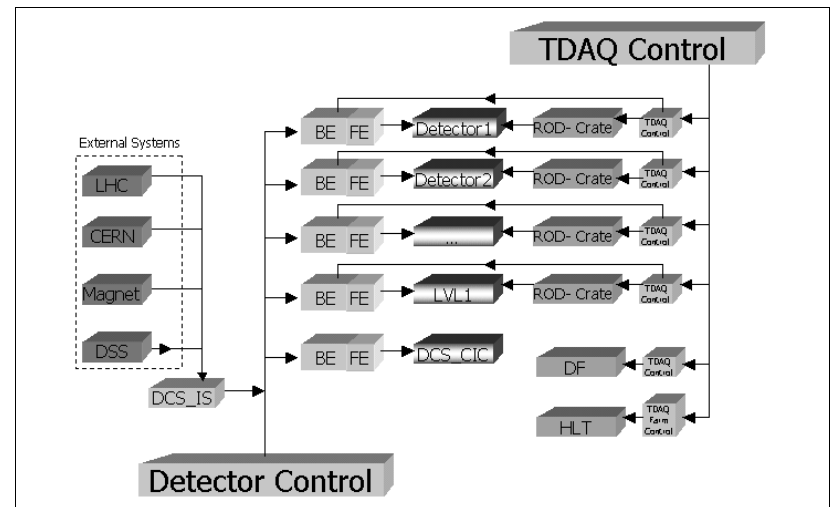 TDAQ Control
BE FE Detector1 ROD- Crate TDAQ
Control
External Systems
LHC
BE FE Detector2 ROD- Crate TDAQ
Control
CERN
BE FE ... ROD- Crate TDAQ
Control
Magnet
BE FE LVL1 ROD- Crate TDAQ
Control
DSS
BE FE DCS_CIC
DF TDAQ
Control
DCS_IS
HLT TDAQ
Farm
Control
Detector Control